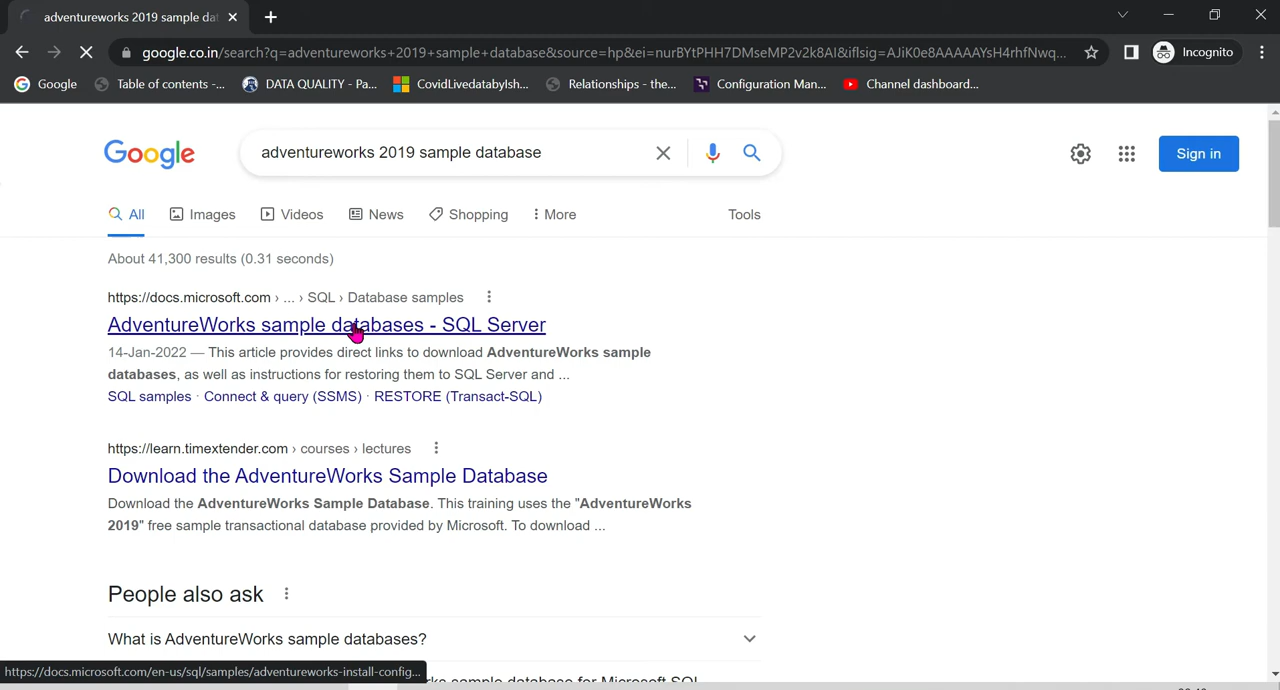 adventureworks 2019 sample dat
google.co.in/search?q=adventureworks+2019+sample+database&source=hp&ei=nurBYtPHH7DMseMP2v2k8AI&iflsig=AJiK0e8AAAAAYsH4rhfNwq...
Incognito
Google
Table of contents -...
DATA QUALITY - Pa...
CovidLivedatabyIsh...
Relationships - the...
Configuration Man...
Channel dashboard...
Google
adventureworks 2019 sample database
Sign in
All
Images
Videos
News
Shopping
More
Tools
About 41,300 results (0.31 seconds)
https://docs.microsoft.com › ... › SQL › Database samples
AdventureWorks sample databases - SQL Server
14-Jan-2022 — This article provides direct links to download AdventureWorks sample
databases, as well as instructions for restoring them to SQL Server and ...
SQL samples · Connect & query (SSMS) · RESTORE (Transact-SQL)
https://learn.timextender.com › courses › lectures
Download the AdventureWorks Sample Database
Download the AdventureWorks Sample Database. This training uses the "AdventureWorks
2019" free sample transactional database provided by Microsoft. To download ...
People also ask
What is AdventureWorks sample databases?
https://docs.microsoft.com/en-us/sql/samples/adventureworks-install-config...
sample database for Microsoft SQL